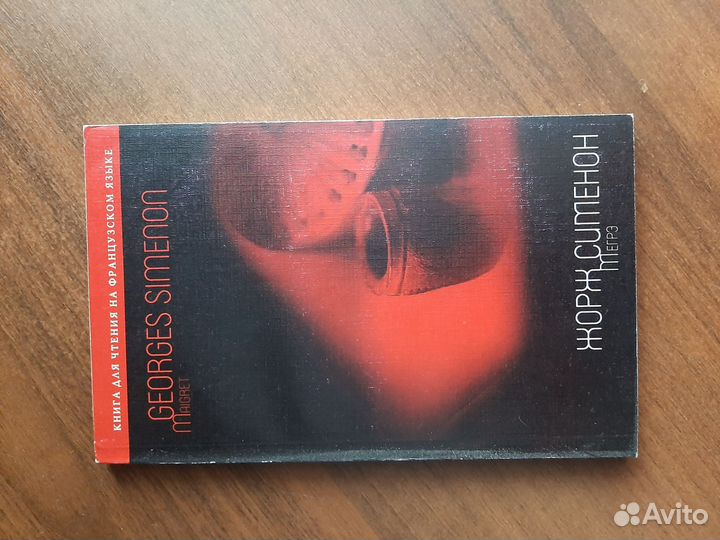 КНИГА ДЛЯ ЧТЕНИЯ НА ФРАНЦУЗСКОМ ЯЗЫКЕ
GEORGES SIMENON
MAIGRET
ЖОРЖ СИМЕНОН
МЕГРЭ
Avito